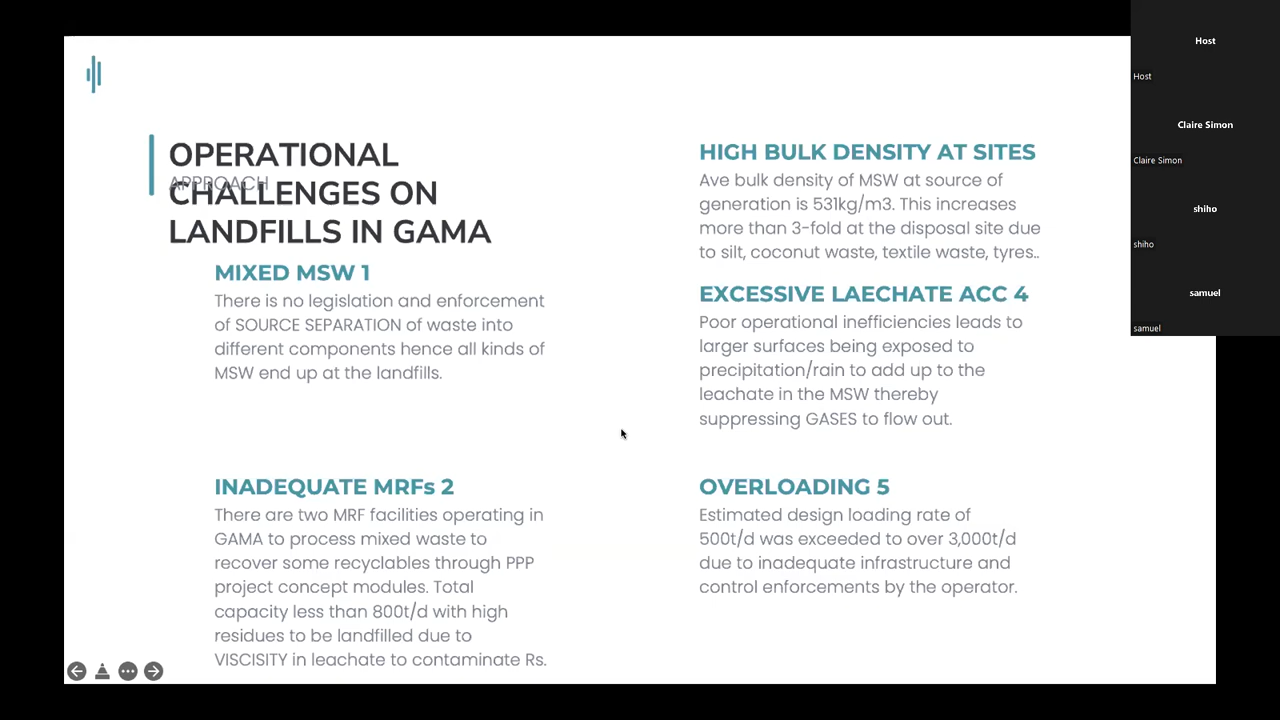 OPERATIONAL
APPROACH
CHALLENGES ON
LANDFILLS IN GAMA
MIXED MSW 1
There is no legislation and enforcement
of SOURCE SEPARATION of waste into
different components hence all kinds of
MSW end up at the landfills.
INADEQUATE MRFs 2
There are two MRF facilities operating in
GAMA to process mixed waste to
recover some recyclables through PPP
project concept modules. Total
capacity less than 800t/d with high
residues to be landfilled due to
VISCISITY in leachate to contaminate Rs.
HIGH BULK DENSITY AT SITES
Ave bulk density of MSW at source of
generation is 531kg/m3. This increases
more than 3-fold at the disposal site due
to silt, coconut waste, textile waste, tyres..
EXCESSIVE LAECHATE ACC 4
Poor operational inefficiencies leads to
larger surfaces being exposed to
precipitation/rain to add up to the
leachate in the MSW thereby
suppressing GASES to flow out.
OVERLOADING 5
Estimated design loading rate of
500t/d was exceeded to over 3,000t/d
due to inadequate infrastructure and
control enforcements by the operator.
Host
Host
Claire Simon
Claire Simon
shiho
shiho
samuel
samuel